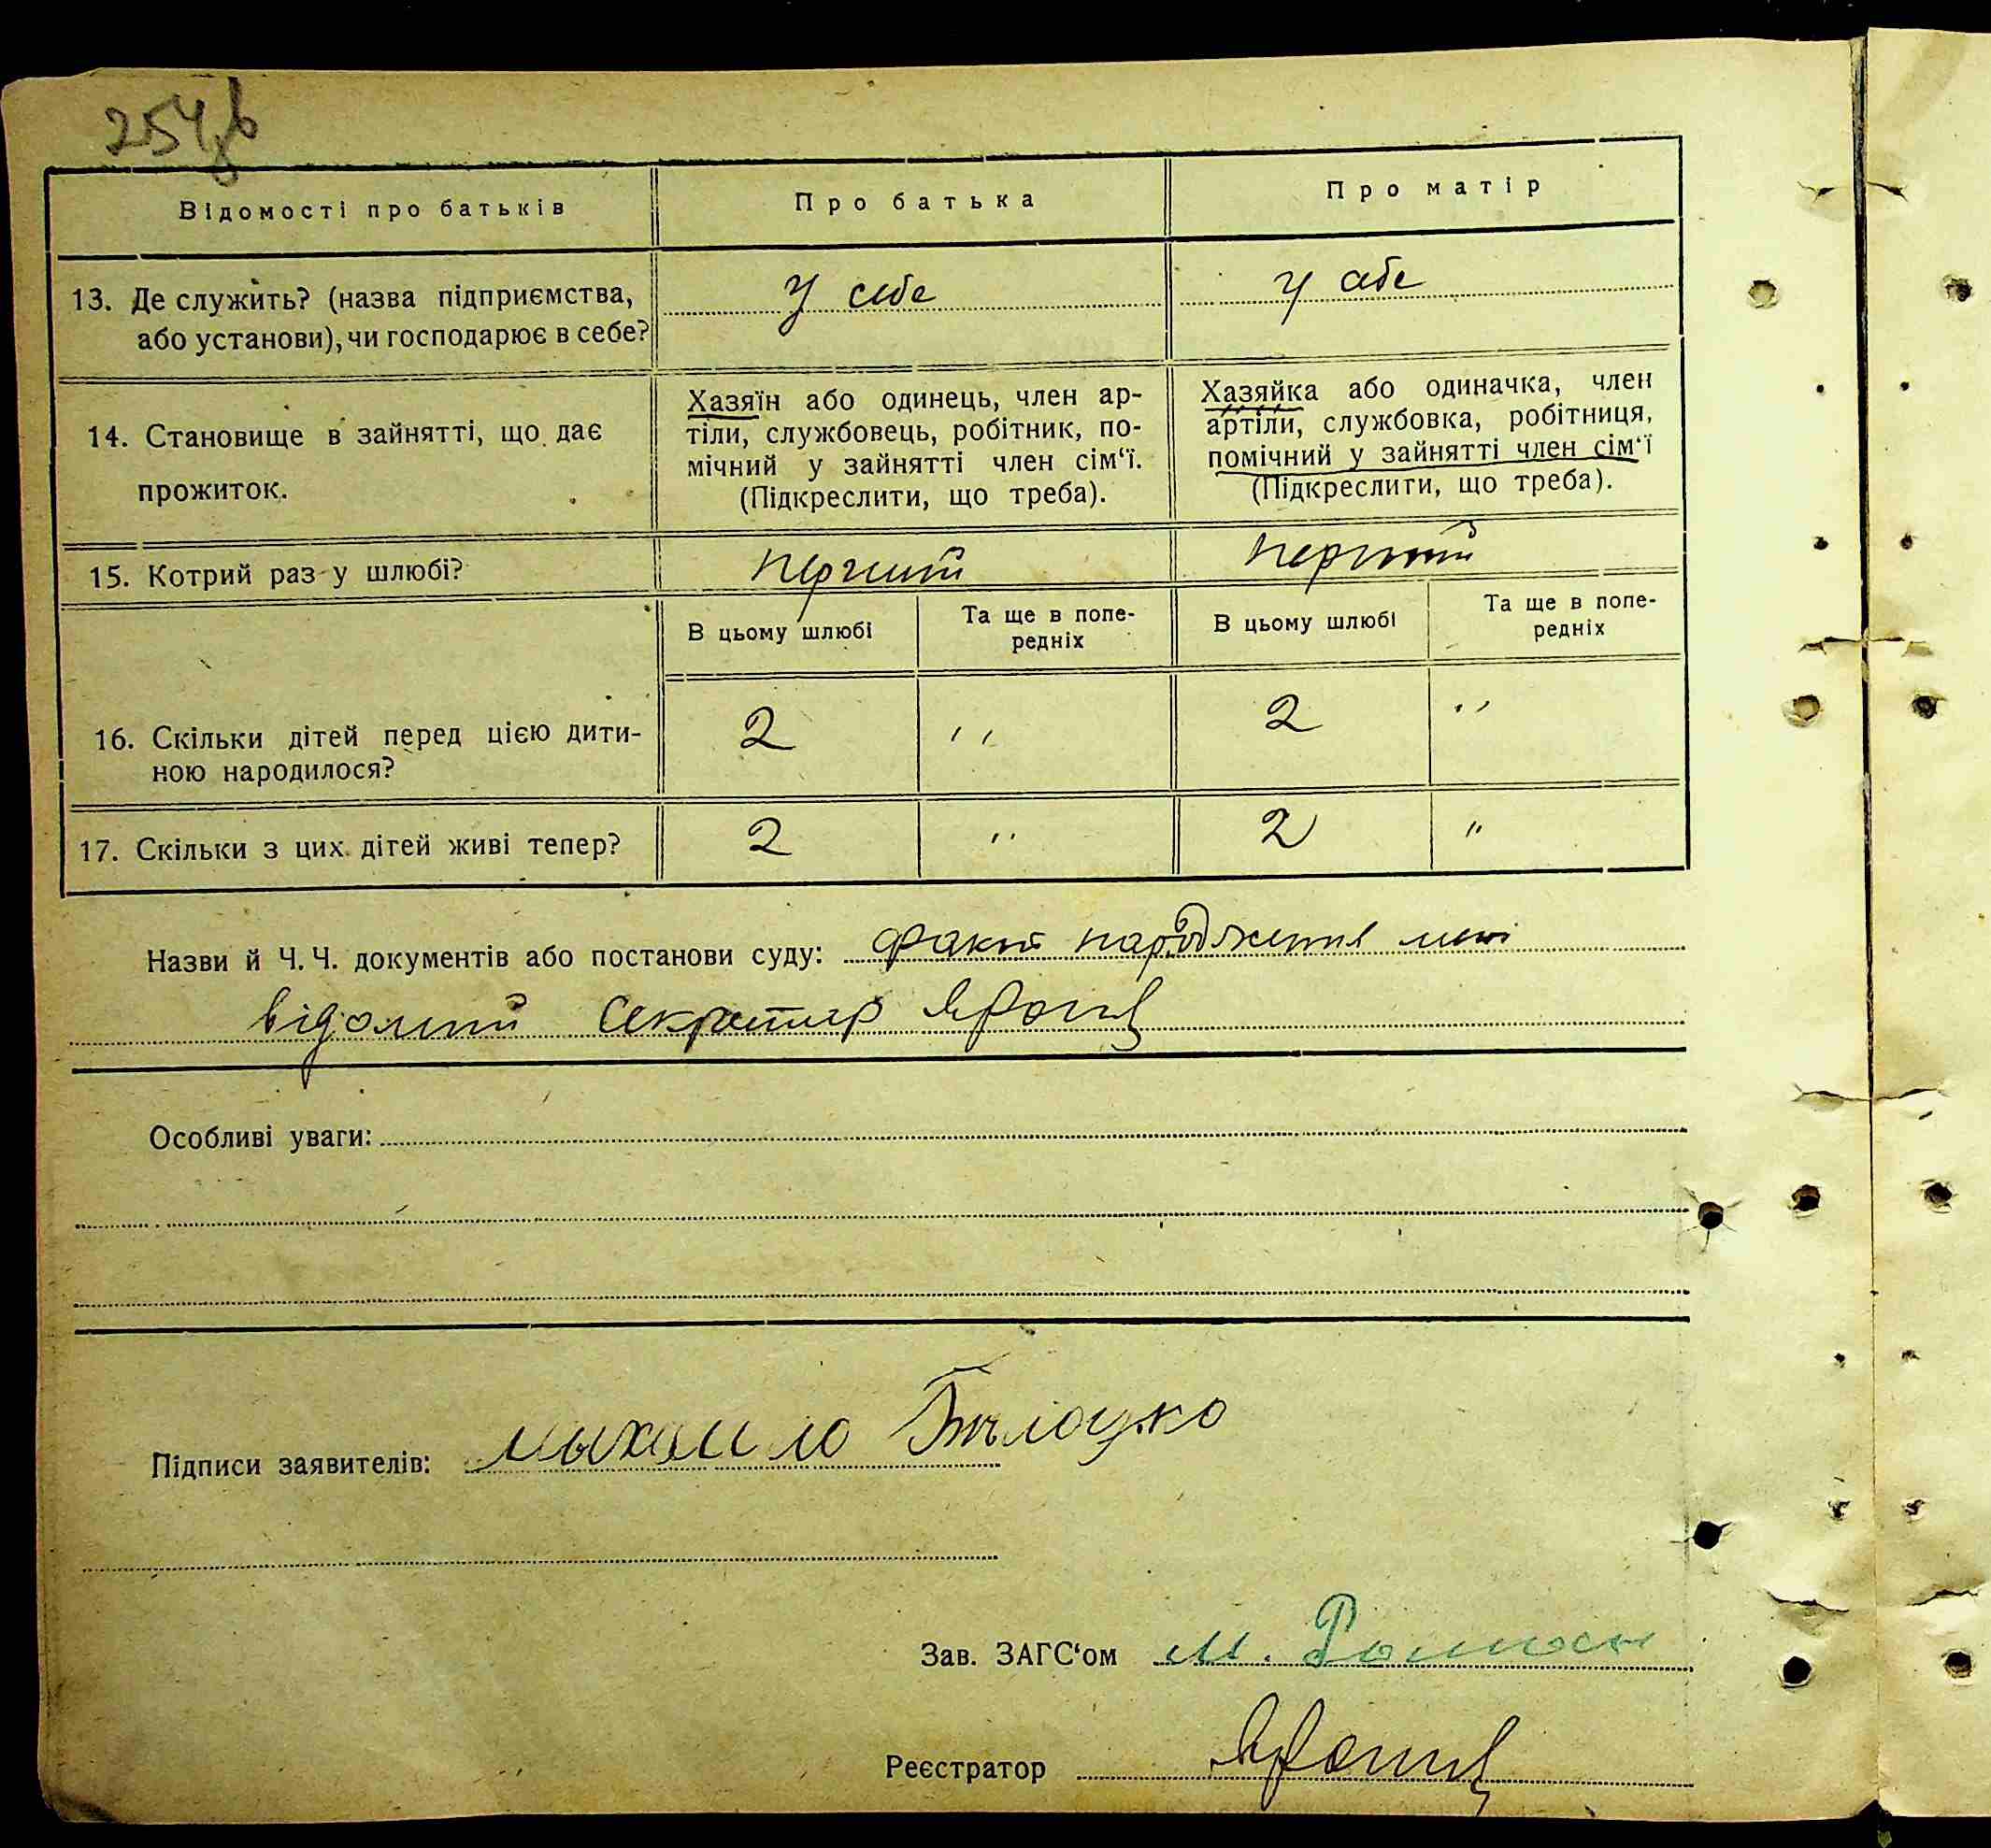 254
Відомості про батьків
Про батька
Про матір
13. Де служить? (назва підприємства,
або установи), чи господарює в себе?
У себе
у себе
14. Становище в зайнятті, що дає
прожиток.
Хазяїн або одинець, член ар-
тіли, службовець, робітник, по-
мічний у зайнятті член сім‘ї.
(Підкреслити, що треба).
Хазяйка або одиначка, член
артіли, службовка, робітниця,
помічний у зайнятті член сім‘ї
(Підкреслити, що треба).
15. Котрий раз у шлюбі?
перший
перший
В цьому шлюбі
Та ще в попе-
редніх
В цьому шлюбі
Та ще в попе-
редніх
16. Скільки дітей перед цією дити-
ною народилося?
2
"
2
"
17. Скільки з цих дітей живі тепер?
2
"
2
"
Назви й Ч. Ч. документів або постанови суду: факт народження мені
відомий Секретар
Особливі уваги:
Підписи заявителів: Михаило
Зав. ЗАГС‘ом М.
Реєстратор